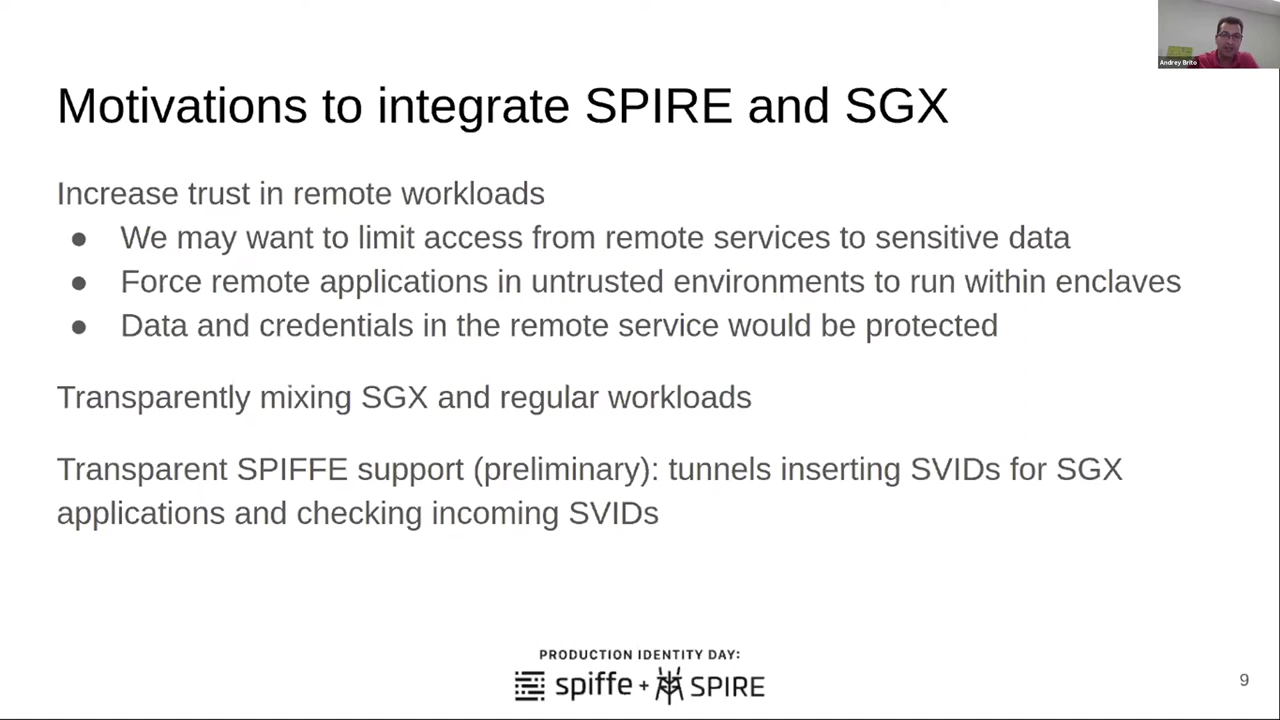 Andrey Brito
Motivations to integrate SPIRE and SGX
Increase trust in remote workloads
● We may want to limit access from remote services to sensitive data
● Force remote applications in untrusted environments to run within enclaves
● Data and credentials in the remote service would be protected
Transparently mixing SGX and regular workloads
Transparent SPIFFE support (preliminary): tunnels inserting SVIDs for SGX
applications and checking incoming SVIDs
PRODUCTION IDENTITY DAY:
spiffe + SPIRE
9